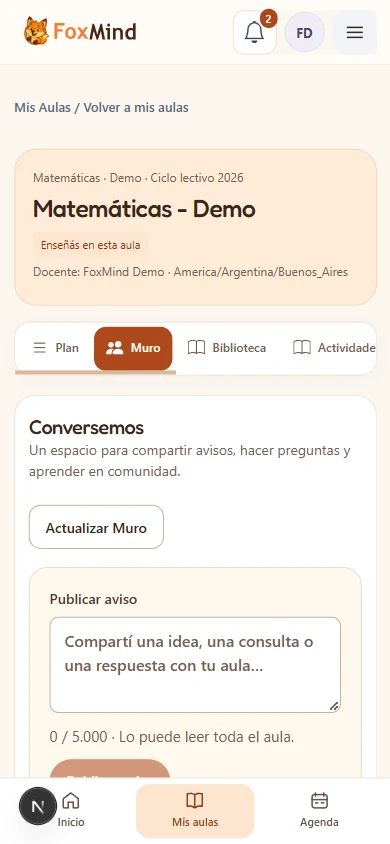 FoxMind
2
FD
Mis Aulas / Volver a mis aulas
Matemáticas · Demo · Ciclo lectivo 2026
Matemáticas - Demo
Enseñás en esta aula
Docente: FoxMind Demo · America/Argentina/Buenos_Aires
Plan
Muro
Biblioteca
Actividade
Conversemos
Un espacio para compartir avisos, hacer preguntas y
aprender en comunidad.
Actualizar Muro
Publicar aviso
Compartí una idea, una consulta o
una respuesta con tu aula...
0 / 5.000 · Lo puede leer toda el aula.
N
Inicio
Mis aulas
Agenda